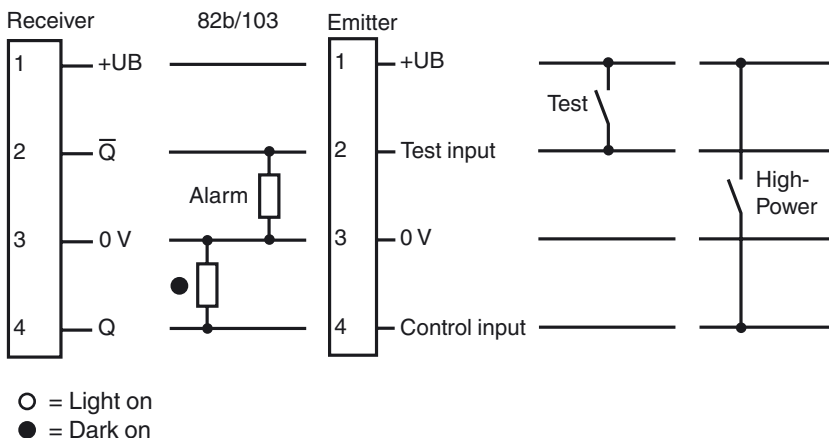 Receiver
82b/103
Emitter
1
+UB
2
Q̅
3
0 V
4
Q
Alarm
1
+UB
2
Test input
3
0 V
4
Control input
Test
High-
Power
= Light on
= Dark on